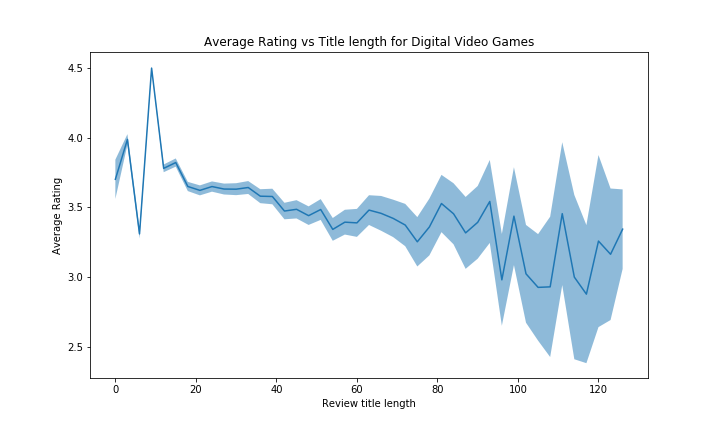 Average Rating vs Title length for Digital Video Games
4.5
4.0
3.5
3.0
2.5
Average Rating
0 20 40 60 80 100 120
Review title length